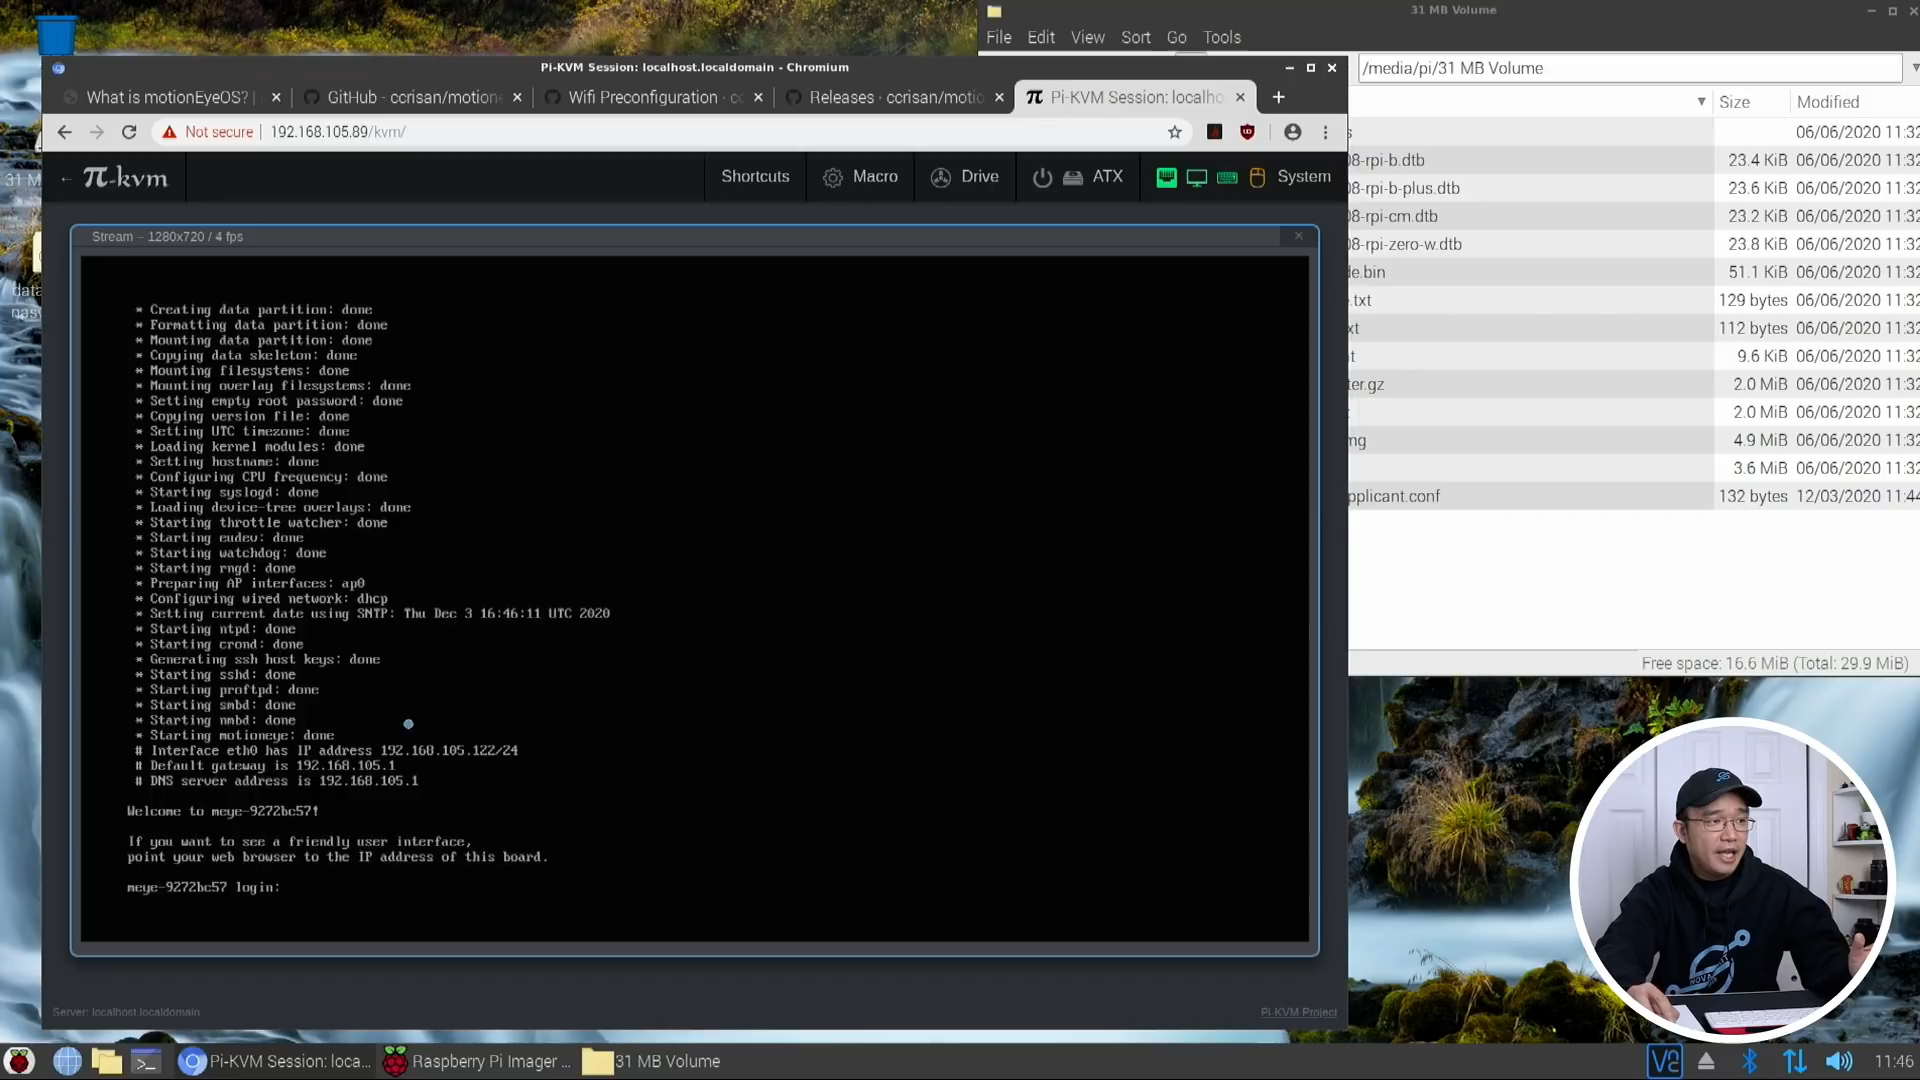 31 MB Volume
File Edit View Sort Go Tools
Pi-KVM Session: localhost.localdomain - Chromium
/media/pi/31 MB Volume
What is motionEyeOS?
GitHub - ccrisan/motione
Wifi Preconfiguration · cc
Releases · ccrisan/motio
Pi-KVM Session: localho
Size Modified
Not secure 192.168.105.89/kvm/
s 06/06/2020 11:32
08-rpi-b.dtb 23.4 KiB 06/06/2020 11:32
π-kvm Shortcuts Macro Drive ATX System
08-rpi-b-plus.dtb 23.6 KiB 06/06/2020 11:32
08-rpi-cm.dtb 23.2 KiB 06/06/2020 11:32
08-rpi-zero-w.dtb 23.8 KiB 06/06/2020 11:32
de.bin 51.1 KiB 06/06/2020 11:32
.txt 129 bytes 06/06/2020 11:32
xt 112 bytes 06/06/2020 11:32
t 9.6 KiB 06/06/2020 11:32
ter.gz 2.0 MiB 06/06/2020 11:32
2.0 MiB 06/06/2020 11:32
mg 4.9 MiB 06/06/2020 11:32
3.6 MiB 06/06/2020 11:32
pplicant.conf 132 bytes 12/03/2020 11:44
Free space: 16.6 MiB (Total: 29.9 MiB)
31 M
data
nas
Stream – 1280x720 / 4 fps
* Creating data partition: done
* Formatting data partition: done
* Mounting data partition: done
* Copying data skeleton: done
* Mounting filesystems: done
* Mounting overlay filesystems: done
* Setting empty root password: done
* Copying version file: done
* Setting UTC timezone: done
* Loading kernel modules: done
* Setting hostname: done
* Configuring CPU frequency: done
* Starting syslogd: done
* Loading device-tree overlays: done
* Starting throttle watcher: done
* Starting eudev: done
* Starting watchdog: done
* Starting rngd: done
* Preparing AP interfaces: ap0
* Configuring wired network: dhcp
* Setting current date using SNTP: Thu Dec 3 16:46:11 UTC 2020
* Starting ntpd: done
* Starting crond: done
* Generating ssh host keys: done
* Starting sshd: done
* Starting proftpd: done
* Starting smbd: done
* Starting nmbd: done
* Starting motioneye: done
# Interface eth0 has IP address 192.168.105.122/24
# Default gateway is 192.168.105.1
# DNS server address is 192.168.105.1
Welcome to meye-9272bc57!
If you want to see a friendly user interface,
point your web browser to the IP address of this board.
meye-9272bc57 login:
Server: localhost.localdomain
Pi-KVM Project
Pi-KVM Session: loca...
Raspberry Pi Imager ...
31 MB Volume
11:46